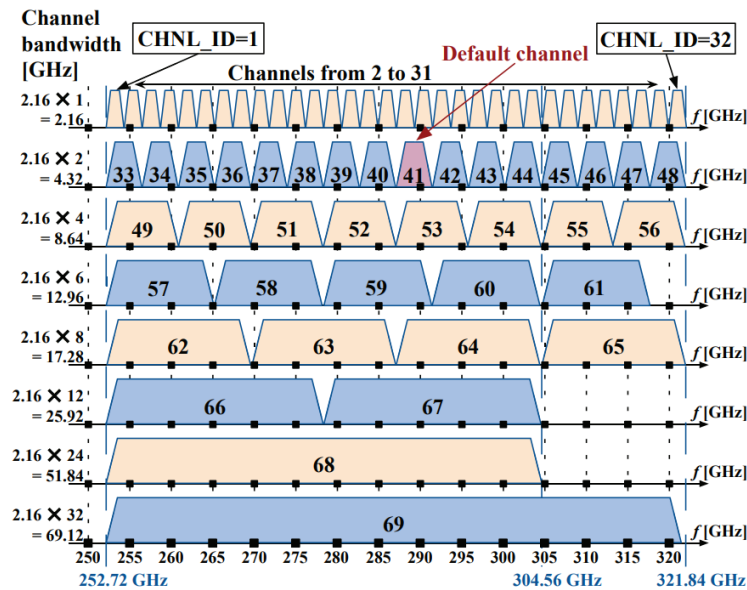 Channel
bandwidth
[GHz]
CHNL_ID=1
CHNL_ID=32
Default channel
Channels from 2 to 31
2.16 × 1
= 2.16
f [GHz]
2.16 × 2
= 4.32
33 34 35 36 37 38 39 40 41 42 43 44 45 46 47 48
f [GHz]
2.16 × 4
= 8.64
49 50 51 52 53 54 55 56
f [GHz]
2.16 × 6
= 12.96
57 58 59 60 61
f [GHz]
2.16 × 8
= 17.28
62 63 64 65
f [GHz]
2.16 × 12
= 25.92
66 67
f [GHz]
2.16 × 24
= 51.84
68
f [GHz]
2.16 × 32
= 69.12
69
f [GHz]
250 255 260 265 270 275 280 285 290 295 300 305 310 315 320
252.72 GHz 304.56 GHz 321.84 GHz